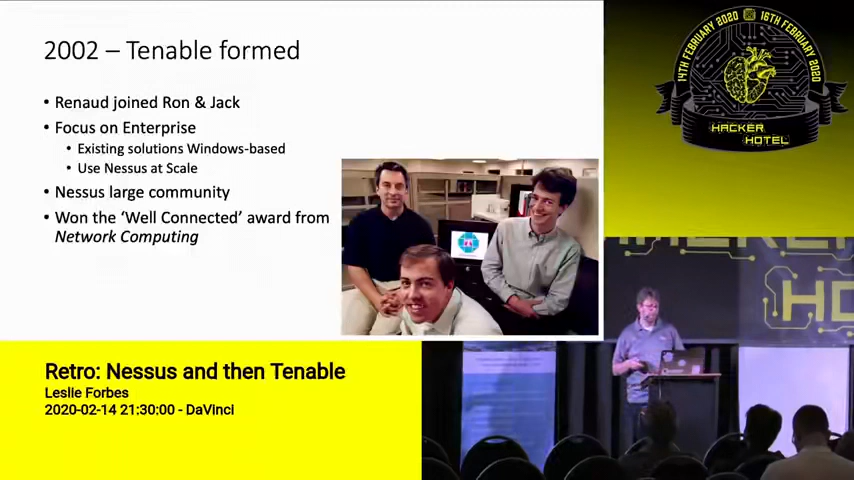 2002 – Tenable formed
• Renaud joined Ron & Jack
• Focus on Enterprise
• Existing solutions Windows-based
• Use Nessus at Scale
• Nessus large community
• Won the ‘Well Connected’ award from
Network Computing
14TH FEBRUARY 2020
16TH FEBRUARY 2020
HACKER
HOTEL
Retro: Nessus and then Tenable
Leslie Forbes
2020-02-14 21:30:00 - DaVinci